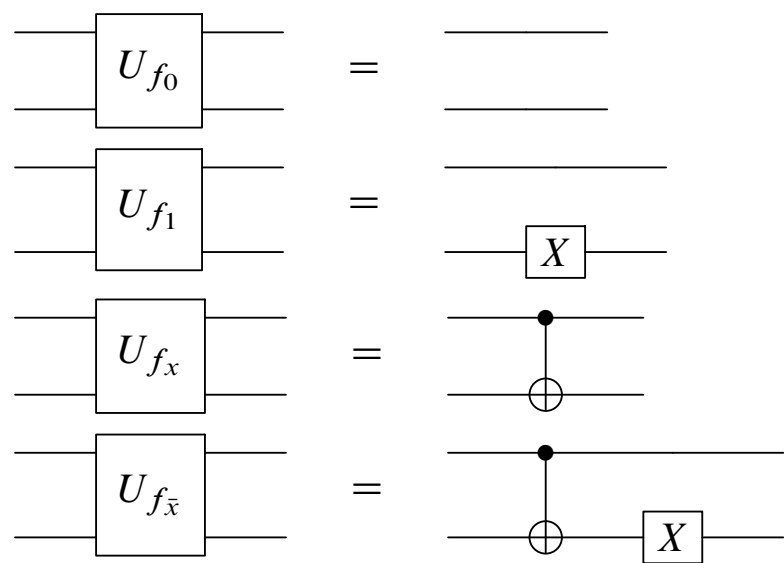 U_{f_0} =
U_{f_1} = X
U_{f_x} =
U_{f_{\bar{x}}} = X